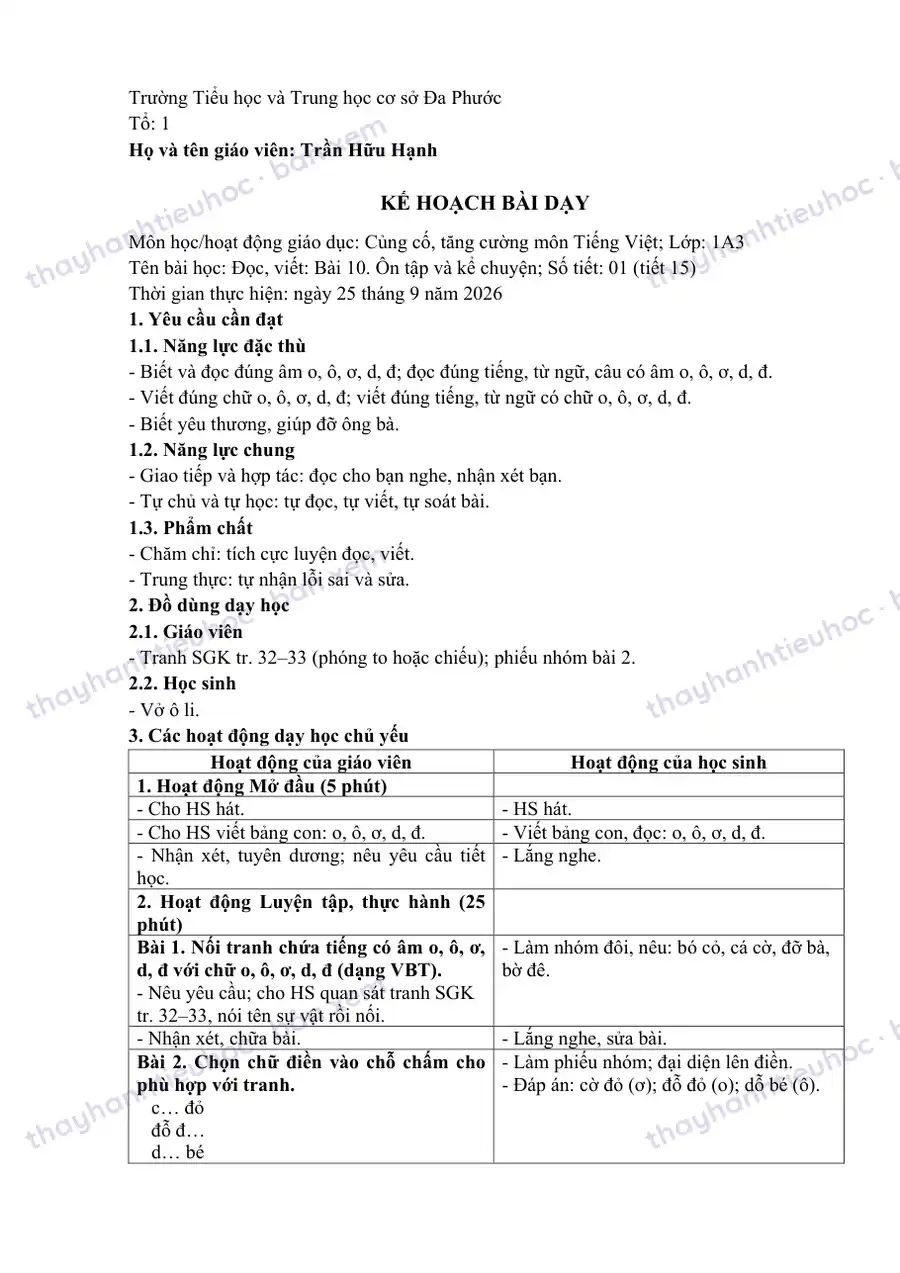 Trường Tiểu học và Trung học cơ sở Đa Phước
Tổ: 1
Họ và tên giáo viên: Trần Hữu Hạnh
KẾ HOẠCH BÀI DẠY
Môn học/hoạt động giáo dục: Củng cố, tăng cường môn Tiếng Việt; Lớp: 1A3
Tên bài học: Đọc, viết: Bài 10. Ôn tập và kể chuyện; Số tiết: 01 (tiết 15)
Thời gian thực hiện: ngày 25 tháng 9 năm 2026
1. Yêu cầu cần đạt
1.1. Năng lực đặc thù
- Biết và đọc đúng âm o, ô, ơ, d, đ; đọc đúng tiếng, từ ngữ, câu có âm o, ô, ơ, d, đ.
- Viết đúng chữ o, ô, ơ, d, đ; viết đúng tiếng, từ ngữ có chữ o, ô, ơ, d, đ.
- Biết yêu thương, giúp đỡ ông bà.
1.2. Năng lực chung
- Giao tiếp và hợp tác: đọc cho bạn nghe, nhận xét bạn.
- Tự chủ và tự học: tự đọc, tự viết, tự soát bài.
1.3. Phẩm chất
- Chăm chỉ: tích cực luyện đọc, viết.
- Trung thực: tự nhận lỗi sai và sửa.
2. Đồ dùng dạy học
2.1. Giáo viên
- Tranh SGK tr. 32–33 (phóng to hoặc chiếu); phiếu nhóm bài 2.
2.2. Học sinh
- Vở ô li.
3. Các hoạt động dạy học chủ yếu
Hoạt động của giáo viên
Hoạt động của học sinh
1. Hoạt động Mở đầu (5 phút)
- Cho HS hát.
- HS hát.
- Cho HS viết bảng con: o, ô, ơ, d, đ.
- Viết bảng con, đọc: o, ô, ơ, d, đ.
- Nhận xét, tuyên dương; nêu yêu cầu tiết
học.
- Lắng nghe.
2. Hoạt động Luyện tập, thực hành (25
phút)
Bài 1. Nối tranh chứa tiếng có âm o, ô, ơ,
d, đ với chữ o, ô, ơ, d, đ (dạng VBT).
- Nêu yêu cầu; cho HS quan sát tranh SGK
tr. 32–33, nói tên sự vật rồi nối.
- Làm nhóm đôi, nêu: bó cỏ, cá cờ, đỡ bà,
bờ đê.
- Nhận xét, chữa bài.
- Lắng nghe, sửa bài.
Bài 2. Chọn chữ điền vào chỗ chấm cho
phù hợp với tranh.
c… đỏ
đỗ đ…
d… bé
- Làm phiếu nhóm; đại diện lên điền.
- Đáp án: cờ đỏ (ơ); đỗ đỏ (o); dỗ bé (ô).
thayhanhtieuhoc · bản xem
thayhanhtieuhoc · b
thayhanhtieuhoc · bản xem
thayhanhtieuhoc · b
thayhanhtieuhoc · bản xem
thayhanhtieuhoc · b